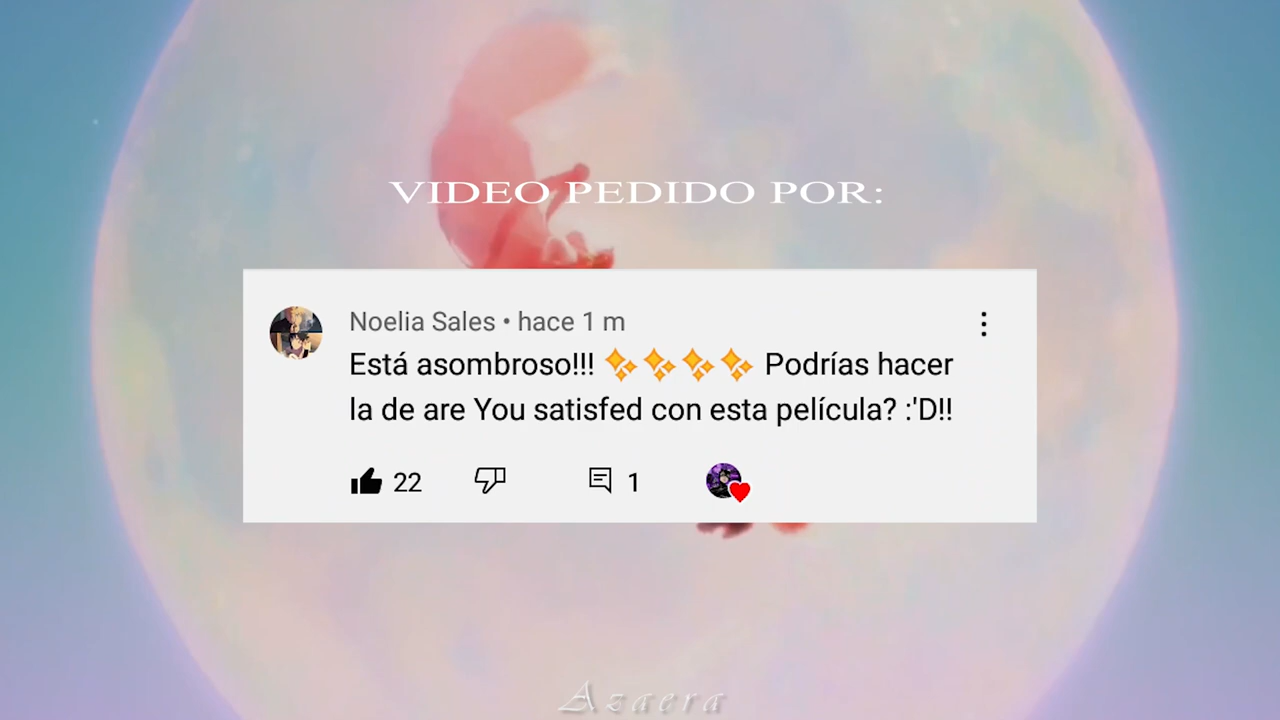 VIDEO PEDIDO POR:
Noelia Sales • hace 1 m
Está asombroso!!! ✨✨✨✨ Podrías hacer
la de are You satisfed con esta película? :'D!!
22 1
Azaera